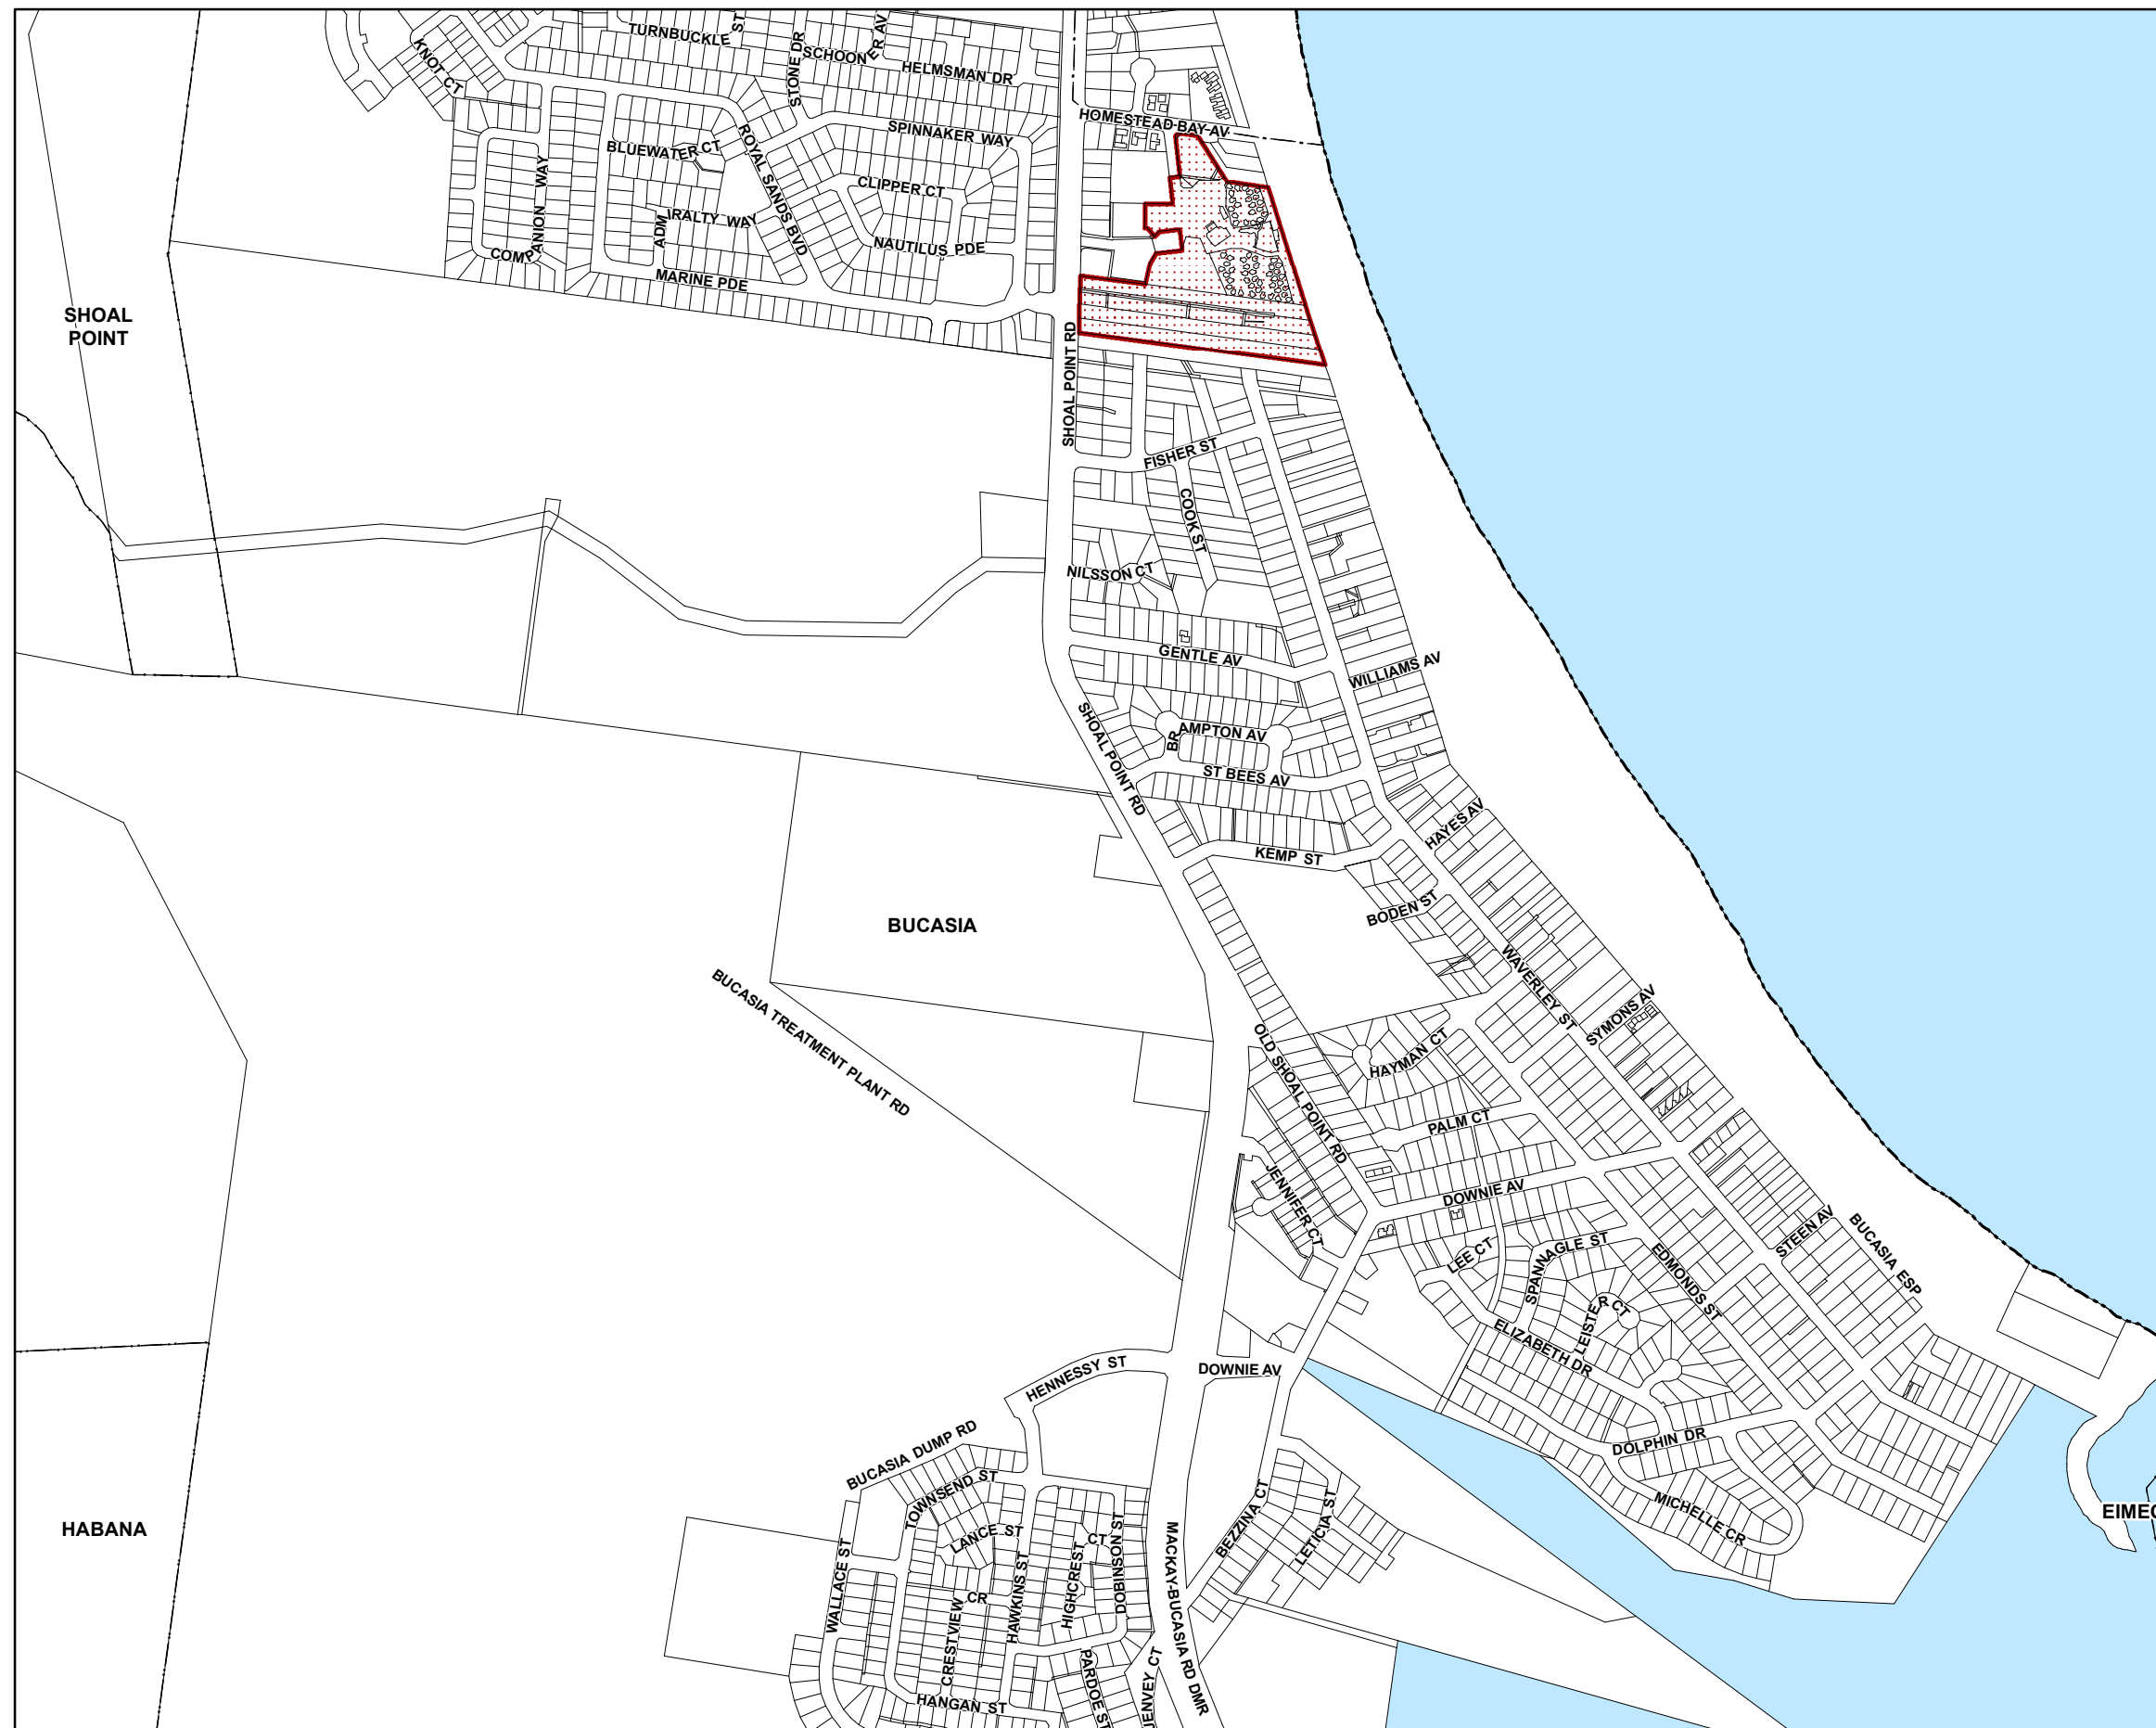 TURNBUCKLE ST
KNOT CT
STONE DR
SCHOONER AV
HELMSMAN DR
HOMESTEAD BAY AV
SPINNAKER WAY
BLUEWATER CT
ROYAL SANDS BVD
CLIPPER CT
COMPANION WAY
ADMIRALTY WAY
NAUTILUS PDE
MARINE PDE
SHOAL
POINT
SHOAL POINT RD
FISHER ST
COOK ST
NILSSON CT
GENTLE AV
WILLIAMS AV
SHOAL POINT RD
BRAMPTON AV
ST BEES AV
HAYES AV
KEMP ST
BODEN ST
BUCASIA
WAVERLEY ST
BUCASIA TREATMENT PLANT RD
SYMONS AV
OLD SHOAL POINT RD
HAYMAN CT
PALM CT
JENNIFER CT
DOWNIE AV
STEEN AV
BUCASIA ESP
LEE CT
SPANNAGLE ST
EDMONDS ST
LEISTER CT
ELIZABETH DR
HENNESSY ST
DOWNIE AV
BUCASIA DUMP RD
DOLPHIN DR
TOWNSEND ST
MICHELLE CR
EIMEO
HABANA
LANCE ST
BEZZINA CT
LETICIA ST
WALLACE ST
HAWKINS ST
HIGHCREST CT
DOBINSON ST
MACKAY-BUCASIA RD DMR
CRESTVIEW CR
HANGAN ST
PARDOE ST
JENVEY CT